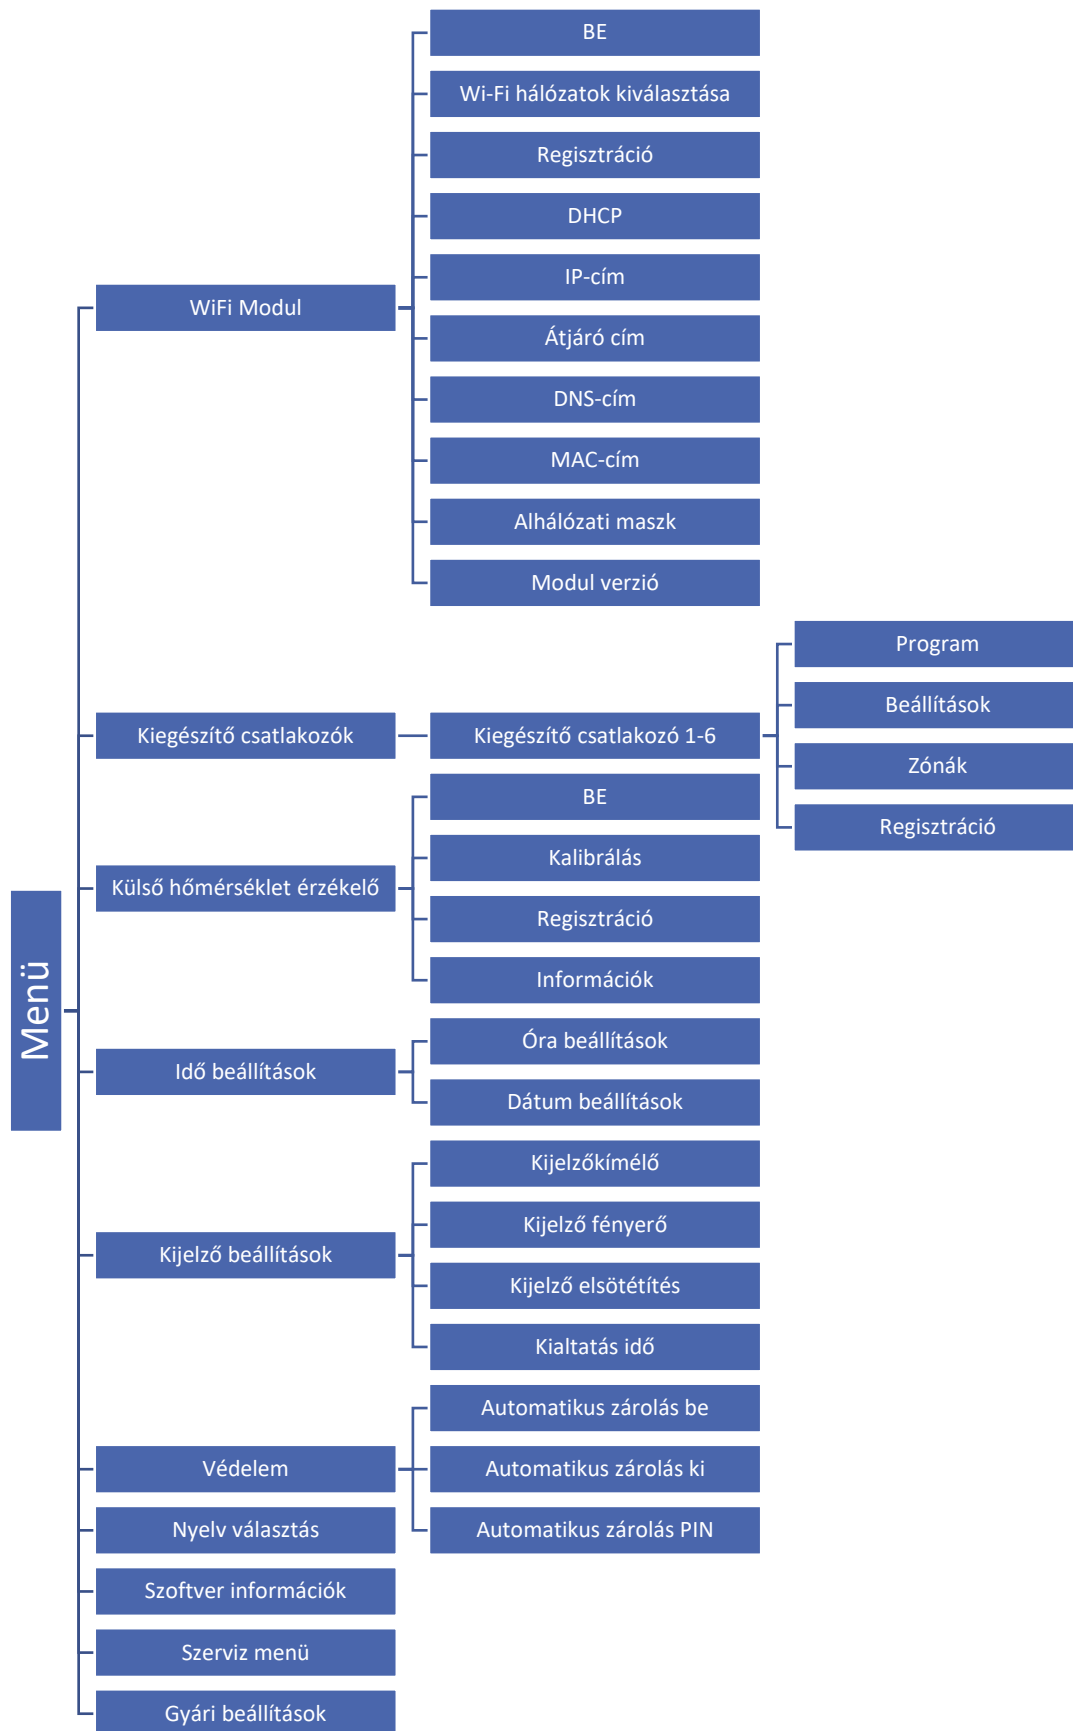 Menü
WiFi Modul
BE
Wi-Fi hálózatok kiválasztása
Regisztráció
DHCP
IP-cím
Átjáró cím
DNS-cím
MAC-cím
Alhálózati maszk
Modul verzió
Kiegészítő csatlakozók
Kiegészítő csatlakozó 1-6
Program
Beállítások
Zónák
Regisztráció
Külső hőmérséklet érzékelő
BE
Kalibrálás
Regisztráció
Információk
Idő beállítások
Óra beállítások
Dátum beállítások
Kijelző beállítások
Kijelzőkímélő
Kijelző fényerő
Kijelző elsötétítés
Kialtatás idő
Védelem
Automatikus zárolás be
Automatikus zárolás ki
Automatikus zárolás PIN
Nyelv választás
Szoftver információk
Szerviz menü
Gyári beállítások